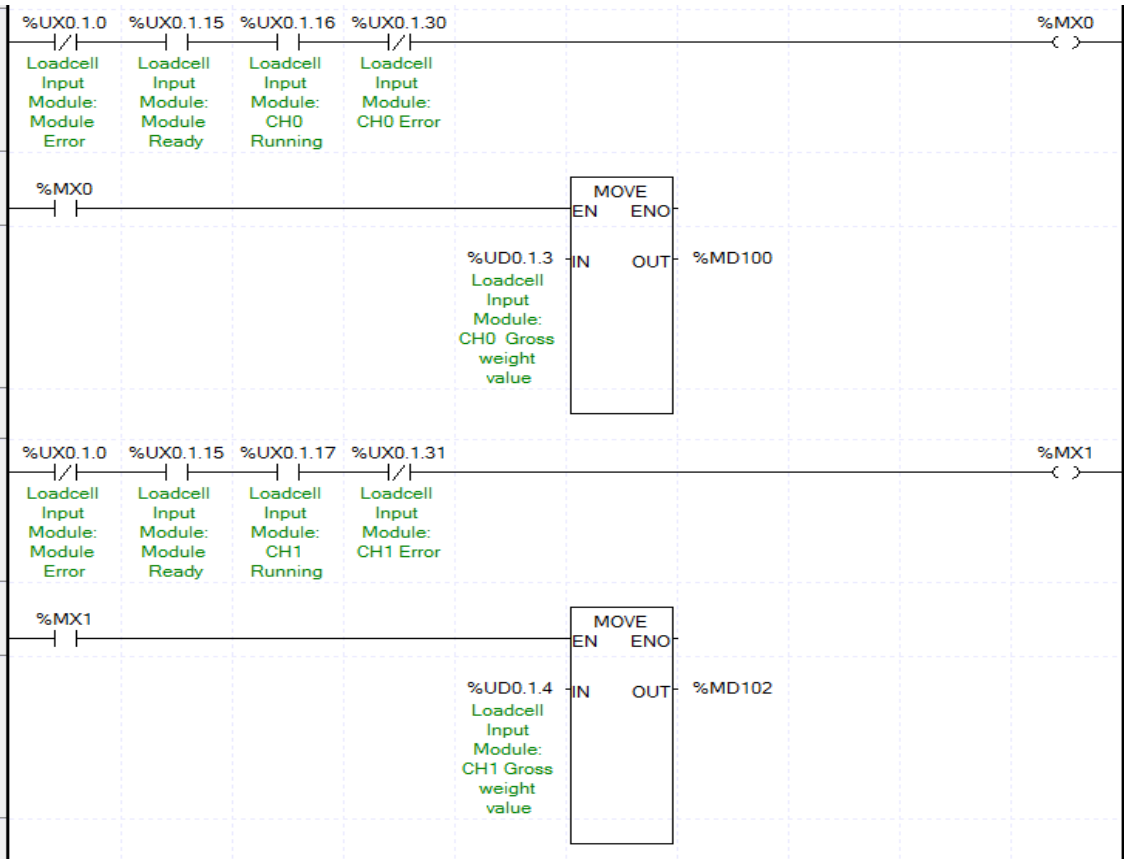 %UX0.1.0 %UX0.1.15 %UX0.1.16 %UX0.1.30 %MX0
Loadcell Loadcell Loadcell Loadcell
Input Input Input Input
Module: Module: Module: Module:
Module Module CH0 CH0 Error
Error Ready Running
%MX0 MOVE
EN ENO
%UD0.1.3 IN OUT %MD100
Loadcell
Input
Module:
CH0 Gross
weight
value
%UX0.1.0 %UX0.1.15 %UX0.1.17 %UX0.1.31 %MX1
Loadcell Loadcell Loadcell Loadcell
Input Input Input Input
Module: Module: Module: Module:
Module Module CH1 CH1 Error
Error Ready Running
%MX1 MOVE
EN ENO
%UD0.1.4 IN OUT %MD102
Loadcell
Input
Module:
CH1 Gross
weight
value